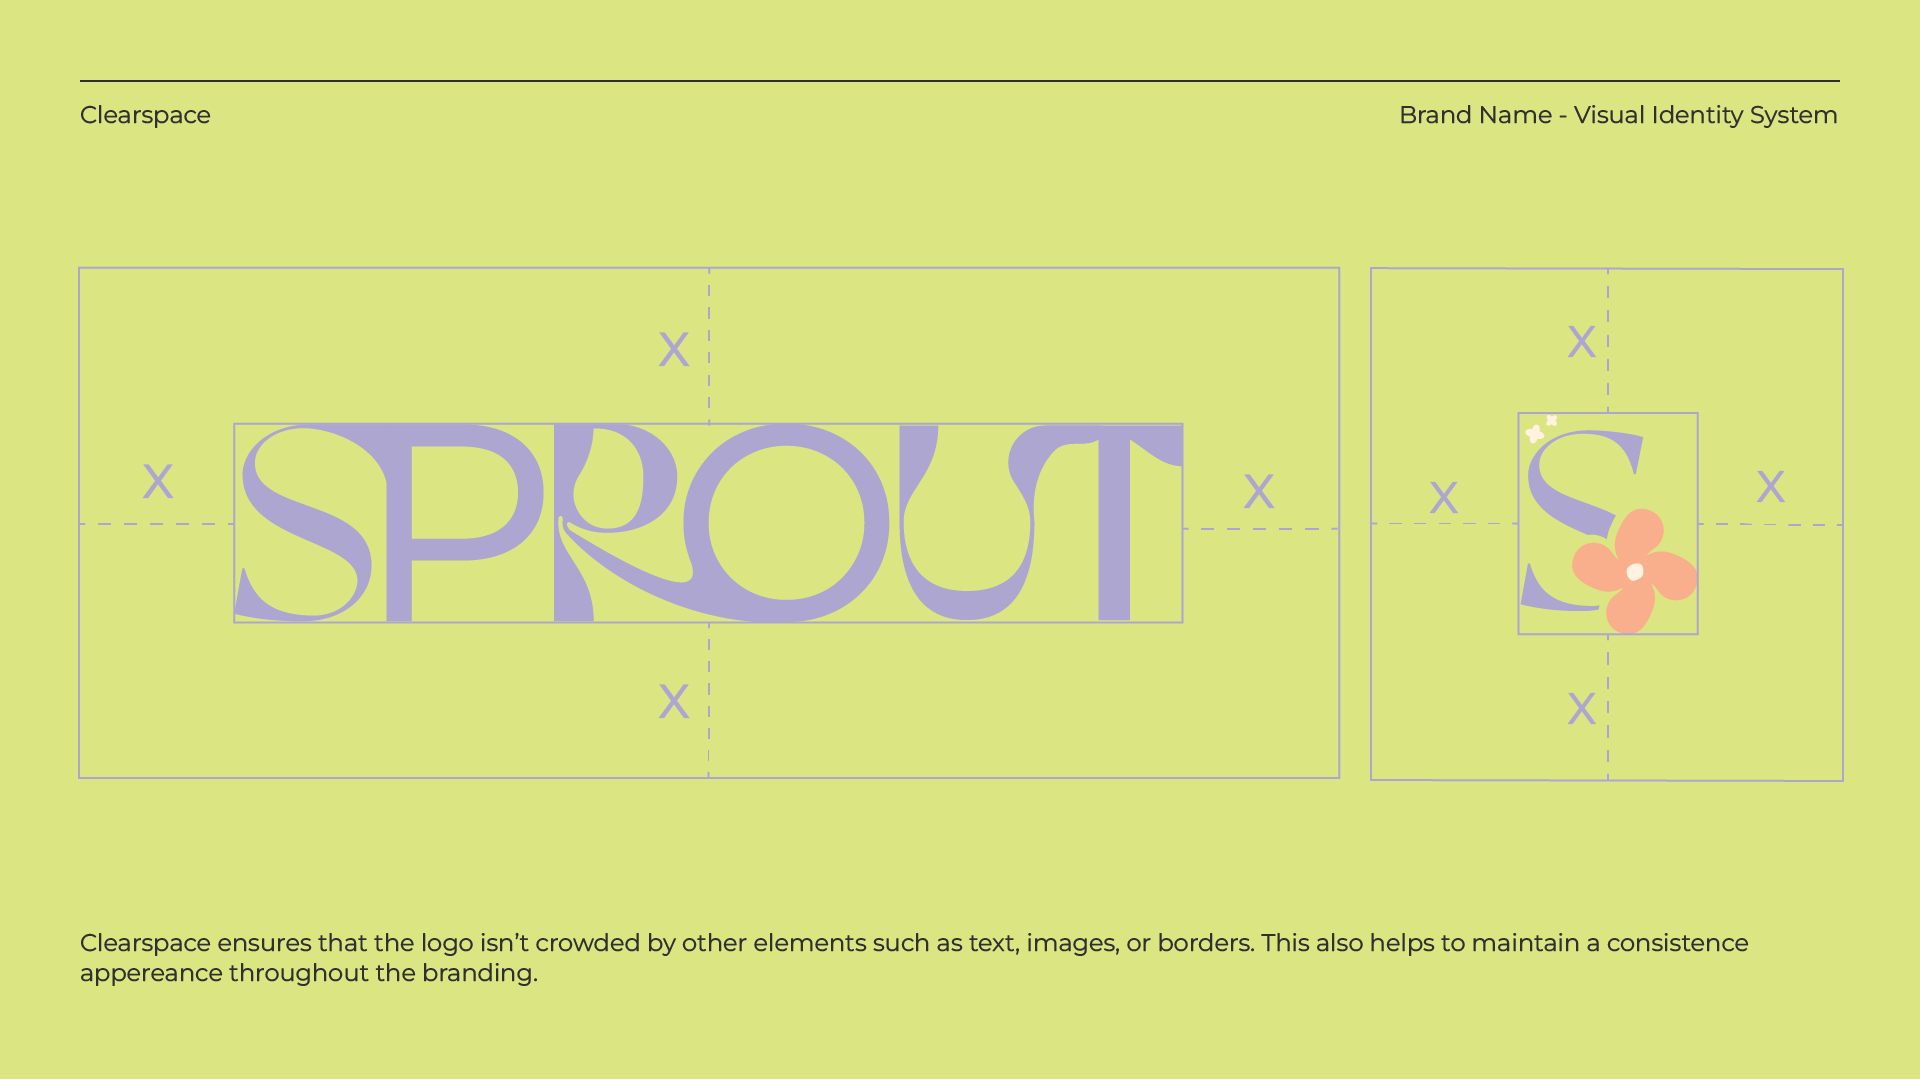 Clearspace
Brand Name - Visual Identity System
X
X
SPROUT
X
X
X
X
S
X
X
Clearspace ensures that the logo isn’t crowded by other elements such as text, images, or borders. This also helps to maintain a consistence
appereance throughout the branding.